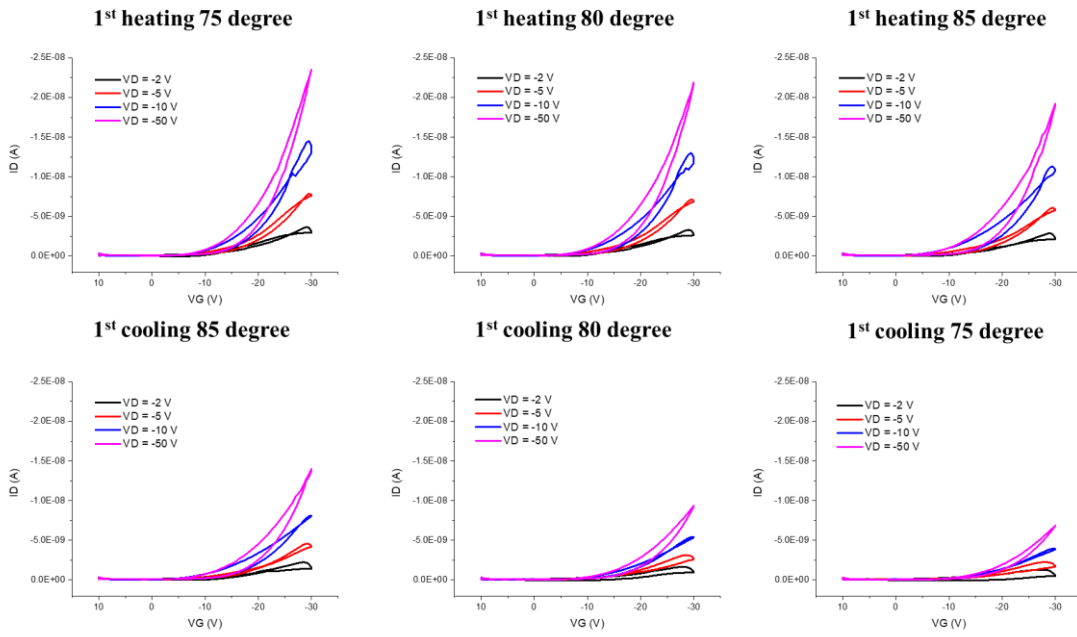 1st heating 75 degree
-2.5E-08
-2.0E-08
-1.5E-08
-1.0E-08
-5.0E-09
0.0E+00
ID (A)
VD = -2 V
VD = -5 V
VD = -10 V
VD = -50 V
10 0 -10 -20 -30
VG (V)
1st heating 80 degree
-2.5E-08
-2.0E-08
-1.5E-08
-1.0E-08
-5.0E-09
0.0E+00
ID (A)
VD = -2 V
VD = -5 V
VD = -10 V
VD = -50 V
10 0 -10 -20 -30
VG (V)
1st heating 85 degree
-2.5E-08
-2.0E-08
-1.5E-08
-1.0E-08
-5.0E-09
0.0E+00
ID (A)
VD = -2 V
VD = -5 V
VD = -10 V
VD = -50 V
10 0 -10 -20 -30
VG (V)
1st cooling 85 degree
-2.5E-08
-2.0E-08
-1.5E-08
-1.0E-08
-5.0E-09
0.0E+00
ID (A)
VD = -2 V
VD = -5 V
VD = -10 V
VD = -50 V
10 0 -10 -20 -30
VG (V)
1st cooling 80 degree
-2.5E-08
-2.0E-08
-1.5E-08
-1.0E-08
-5.0E-09
0.0E+00
ID (A)
VD = -2 V
VD = -5 V
VD = -10 V
VD = -50 V
10 0 -10 -20 -30
VG (V)
1st cooling 75 degree
-2.5E-08
-2.0E-08
-1.5E-08
-1.0E-08
-5.0E-09
0.0E+00
ID (A)
VD = -2 V
VD = -5 V
VD = -10 V
VD = -50 V
10 0 -10 -20 -30
VG (V)